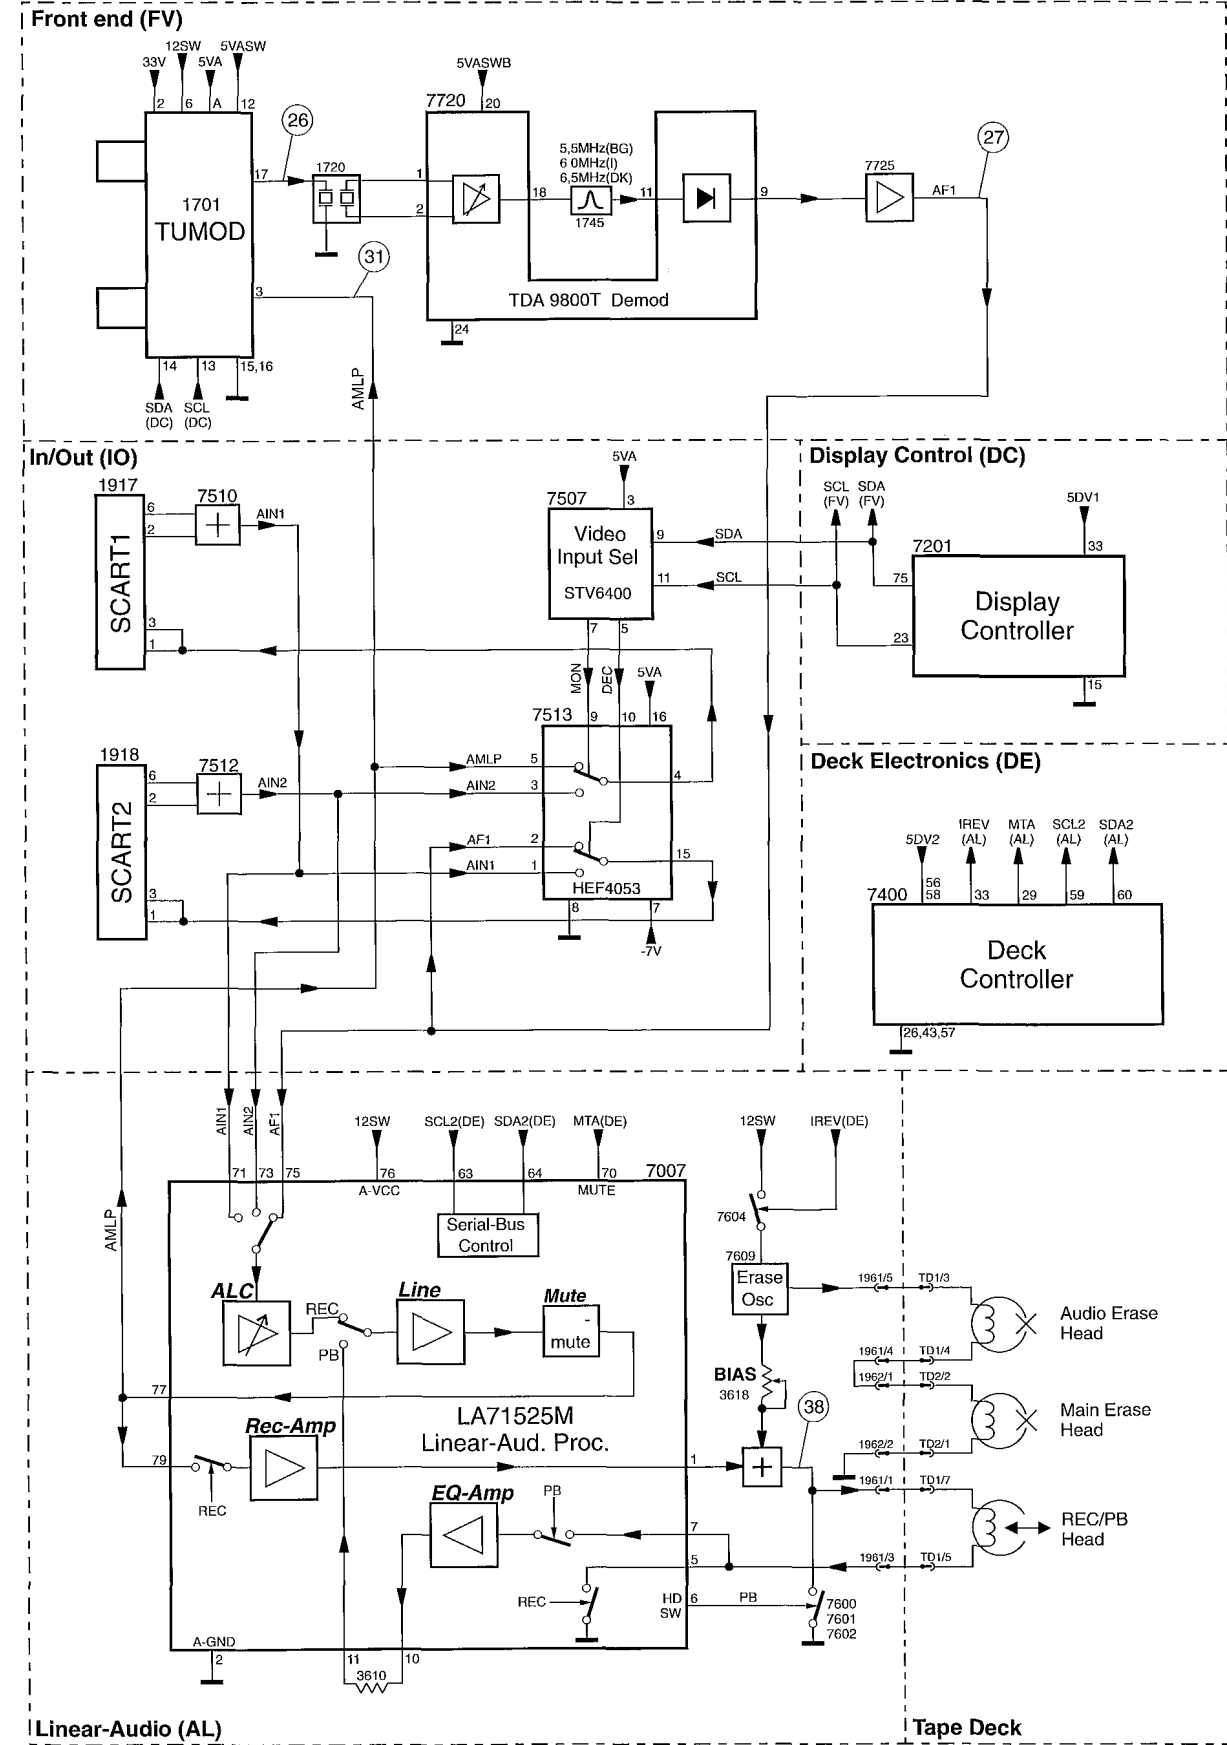 Front end (FV)
12SW 5VASW
33V 5VA
2 6 A 12
1701
TUMOD
17
26
3
31
14 13 15,16
SDA SCL
(DC) (DC)
1720
5VASWB
7720 20
1
2
18
5,5MHz(BG)
6 0MHz(I)
6,5MHz(DK)
1745
11
9
TDA 9800T Demod
24
7725
AF1
27
AMLP
In/Out (IO)
1917
SCART1
6
2
3
1
7510
AIN1
1918
SCART2
6
2
3
1
7512
AIN2
5VA
7507 3
Video
Input Sel
STV6400
9 SDA
11 SCL
7 5
MON
DEC
5VA
7513 9 10 16
AMLP 5
AIN2 3
AF1 2
AIN1 1
4
15
HEF4053
8 7
-7V
Display Control (DC)
SCL SDA
(FV) (FV)
5DV1
7201 33
75
23
Display
Controller
15
Deck Electronics (DE)
5DV2
IREV MTA SCL2 SDA2
(AL) (AL) (AL) (AL)
7400 56 58 33 29 59 60
Deck
Controller
26,43,57
AIN1
AIN2
AF1
12SW SCL2(DE) SDA2(DE) MTA(DE)
71 73 75 76 63 64 70 7007
A-VCC
MUTE
Serial-Bus
Control
AMLP
ALC
REC
PB
Line
Mute
-
mute
77
79
LA71525M
Linear-Aud. Proc.
Rec-Amp
REC
EQ-Amp
PB
1
7
5
REC
HD
SW
6 PB
7600
7601
7602
A-GND
2
11 10
3610
12SW IREV(DE)
7604
7609
Erase
Osc
BIAS
3618
38
1961/5 TD1/3
1961/4 TD1/4
1962/1 TD2/2
1962/2 TD2/1
1961/1 TD1/7
1961/3 TD1/5
Audio Erase
Head
Main Erase
Head
REC/PB
Head
Linear-Audio (AL)
Tape Deck